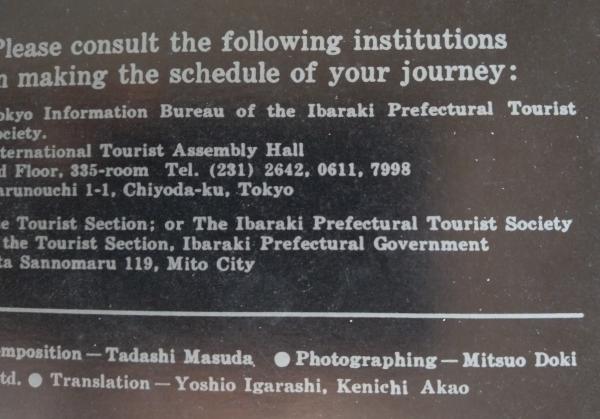 Please consult the following institutions
making the schedule of your journey:
okyo Information Bureau of the Ibaraki Prefectural Tourist
ociety.
nternational Tourist Assembly Hall
d Floor, 335-room Tel. (231) 2642, 0611, 7998
arunouchi 1-1, Chiyoda-ku, Tokyo
e Tourist Section; or The Ibaraki Prefectural Tourist Society
the Tourist Section, Ibaraki Prefectural Government
ta Sannomaru 119, Mito City
omposition — Tadashi Masuda ● Photographing — Mitsuo Doki
td. ● Translation — Yoshio Igarashi, Kenichi Akao